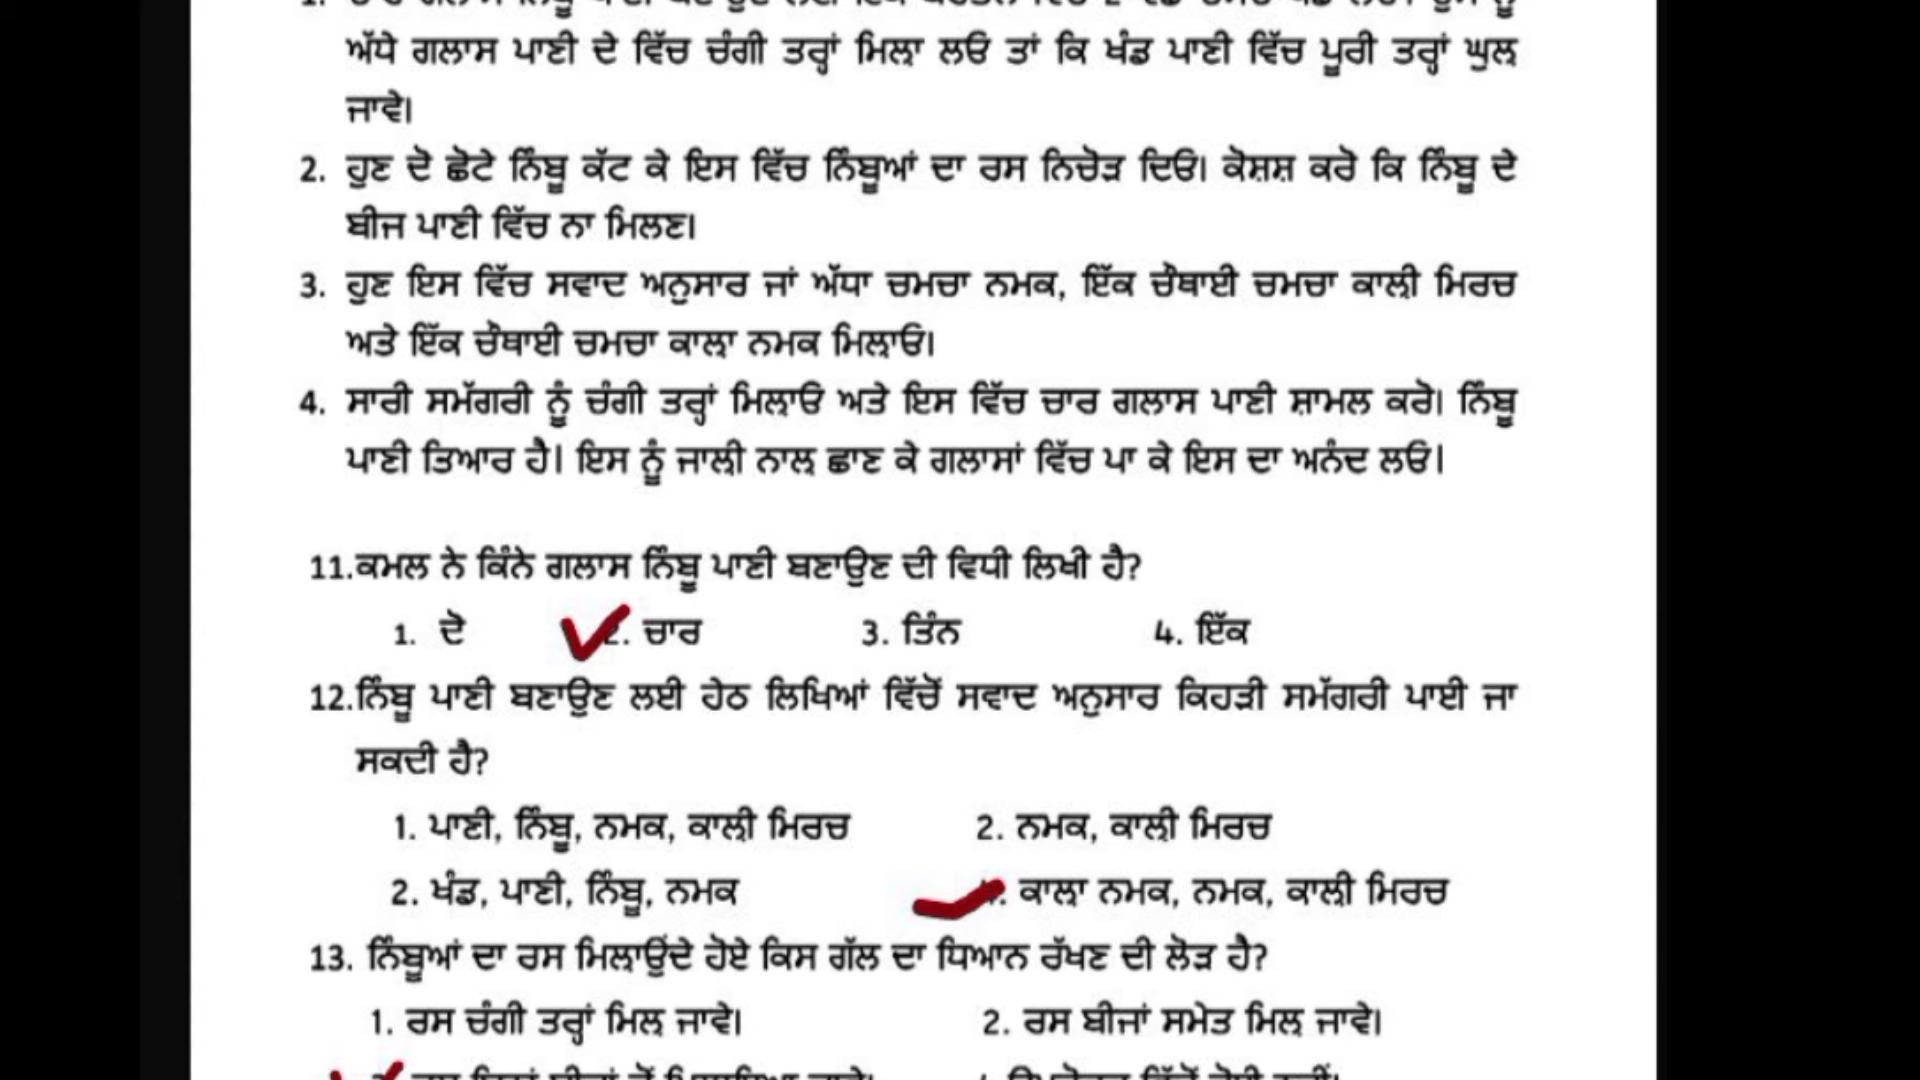 ਅੱਧੇ ਗਲਾਸ ਪਾਣੀ ਦੇ ਵਿੱਚ ਚੰਗੀ ਤਰ੍ਹਾਂ ਮਿਲਾ ਲਓ ਤਾਂ ਕਿ ਖੰਡ ਪਾਣੀ ਵਿੱਚ ਪੂਰੀ ਤਰ੍ਹਾਂ ਘੁਲ਼
ਜਾਵੇ।
2. ਹੁਣ ਦੋ ਛੋਟੇ ਨਿੰਬੂ ਕੱਟ ਕੇ ਇਸ ਵਿੱਚ ਨਿੰਬੂਆਂ ਦਾ ਰਸ ਨਿਚੋੜ ਦਿਓ। ਕੋਸ਼ਸ਼ ਕਰੋ ਕਿ ਨਿੰਬੂ ਦੇ
ਬੀਜ ਪਾਣੀ ਵਿੱਚ ਨਾ ਮਿਲਣ।
3. ਹੁਣ ਇਸ ਵਿੱਚ ਸਵਾਦ ਅਨੁਸਾਰ ਜਾਂ ਅੱਧਾ ਚਮਚਾ ਨਮਕ, ਇੱਕ ਚੌਥਾਈ ਚਮਚਾ ਕਾਲ਼ੀ ਮਿਰਚ
ਅਤੇ ਇੱਕ ਚੌਥਾਈ ਚਮਚਾ ਕਾਲ਼ਾ ਨਮਕ ਮਿਲ਼ਾਓ।
4. ਸਾਰੀ ਸਮੱਗਰੀ ਨੂੰ ਚੰਗੀ ਤਰ੍ਹਾਂ ਮਿਲ਼ਾਓ ਅਤੇ ਇਸ ਵਿੱਚ ਚਾਰ ਗਲਾਸ ਪਾਣੀ ਸ਼ਾਮਲ ਕਰੋ। ਨਿੰਬੂ
ਪਾਣੀ ਤਿਆਰ ਹੈ। ਇਸ ਨੂੰ ਜਾਲ਼ੀ ਨਾਲ਼ ਛਾਣ ਕੇ ਗਲਾਸਾਂ ਵਿੱਚ ਪਾ ਕੇ ਇਸ ਦਾ ਅਨੰਦ ਲਓ।
11.ਕਮਲ ਨੇ ਕਿੰਨੇ ਗਲਾਸ ਨਿੰਬੂ ਪਾਣੀ ਬਣਾਉਣ ਦੀ ਵਿਧੀ ਲਿਖੀ ਹੈ?
1. ਦੋ 2. ਚਾਰ 3. ਤਿੰਨ 4. ਇੱਕ
12.ਨਿੰਬੂ ਪਾਣੀ ਬਣਾਉਣ ਲਈ ਹੇਠ ਲਿਖਿਆਂ ਵਿੱਚੋਂ ਸਵਾਦ ਅਨੁਸਾਰ ਕਿਹੜੀ ਸਮੱਗਰੀ ਪਾਈ ਜਾ
ਸਕਦੀ ਹੈ?
1. ਪਾਣੀ, ਨਿੰਬੂ, ਨਮਕ, ਕਾਲ਼ੀ ਮਿਰਚ 2. ਨਮਕ, ਕਾਲ਼ੀ ਮਿਰਚ
2. ਖੰਡ, ਪਾਣੀ, ਨਿੰਬੂ, ਨਮਕ ਕਾਲ਼ਾ ਨਮਕ, ਨਮਕ, ਕਾਲ਼ੀ ਮਿਰਚ
13. ਨਿੰਬੂਆਂ ਦਾ ਰਸ ਮਿਲ਼ਾਉਂਦੇ ਹੋਏ ਕਿਸ ਗੱਲ ਦਾ ਧਿਆਨ ਰੱਖਣ ਦੀ ਲੋੜ ਹੈ?
1. ਰਸ ਚੰਗੀ ਤਰ੍ਹਾਂ ਮਿਲ਼ ਜਾਵੇ। 2. ਰਸ ਬੀਜਾਂ ਸਮੇਤ ਮਿਲ਼ ਜਾਵੇ।